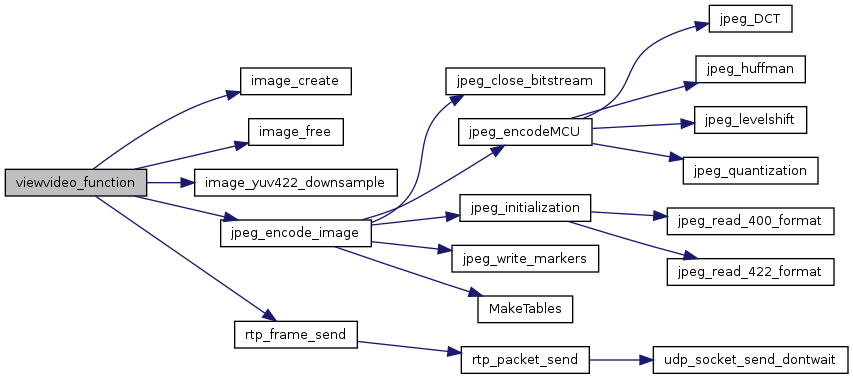 viewvideo_function
image_create
image_free
image_yuv422_downsample
jpeg_encode_image
rtp_frame_send
jpeg_close_bitstream
jpeg_encodeMCU
jpeg_initialization
jpeg_write_markers
MakeTables
rtp_packet_send
jpeg_DCT
jpeg_huffman
jpeg_levelshift
jpeg_quantization
jpeg_read_400_format
jpeg_read_422_format
udp_socket_send_dontwait